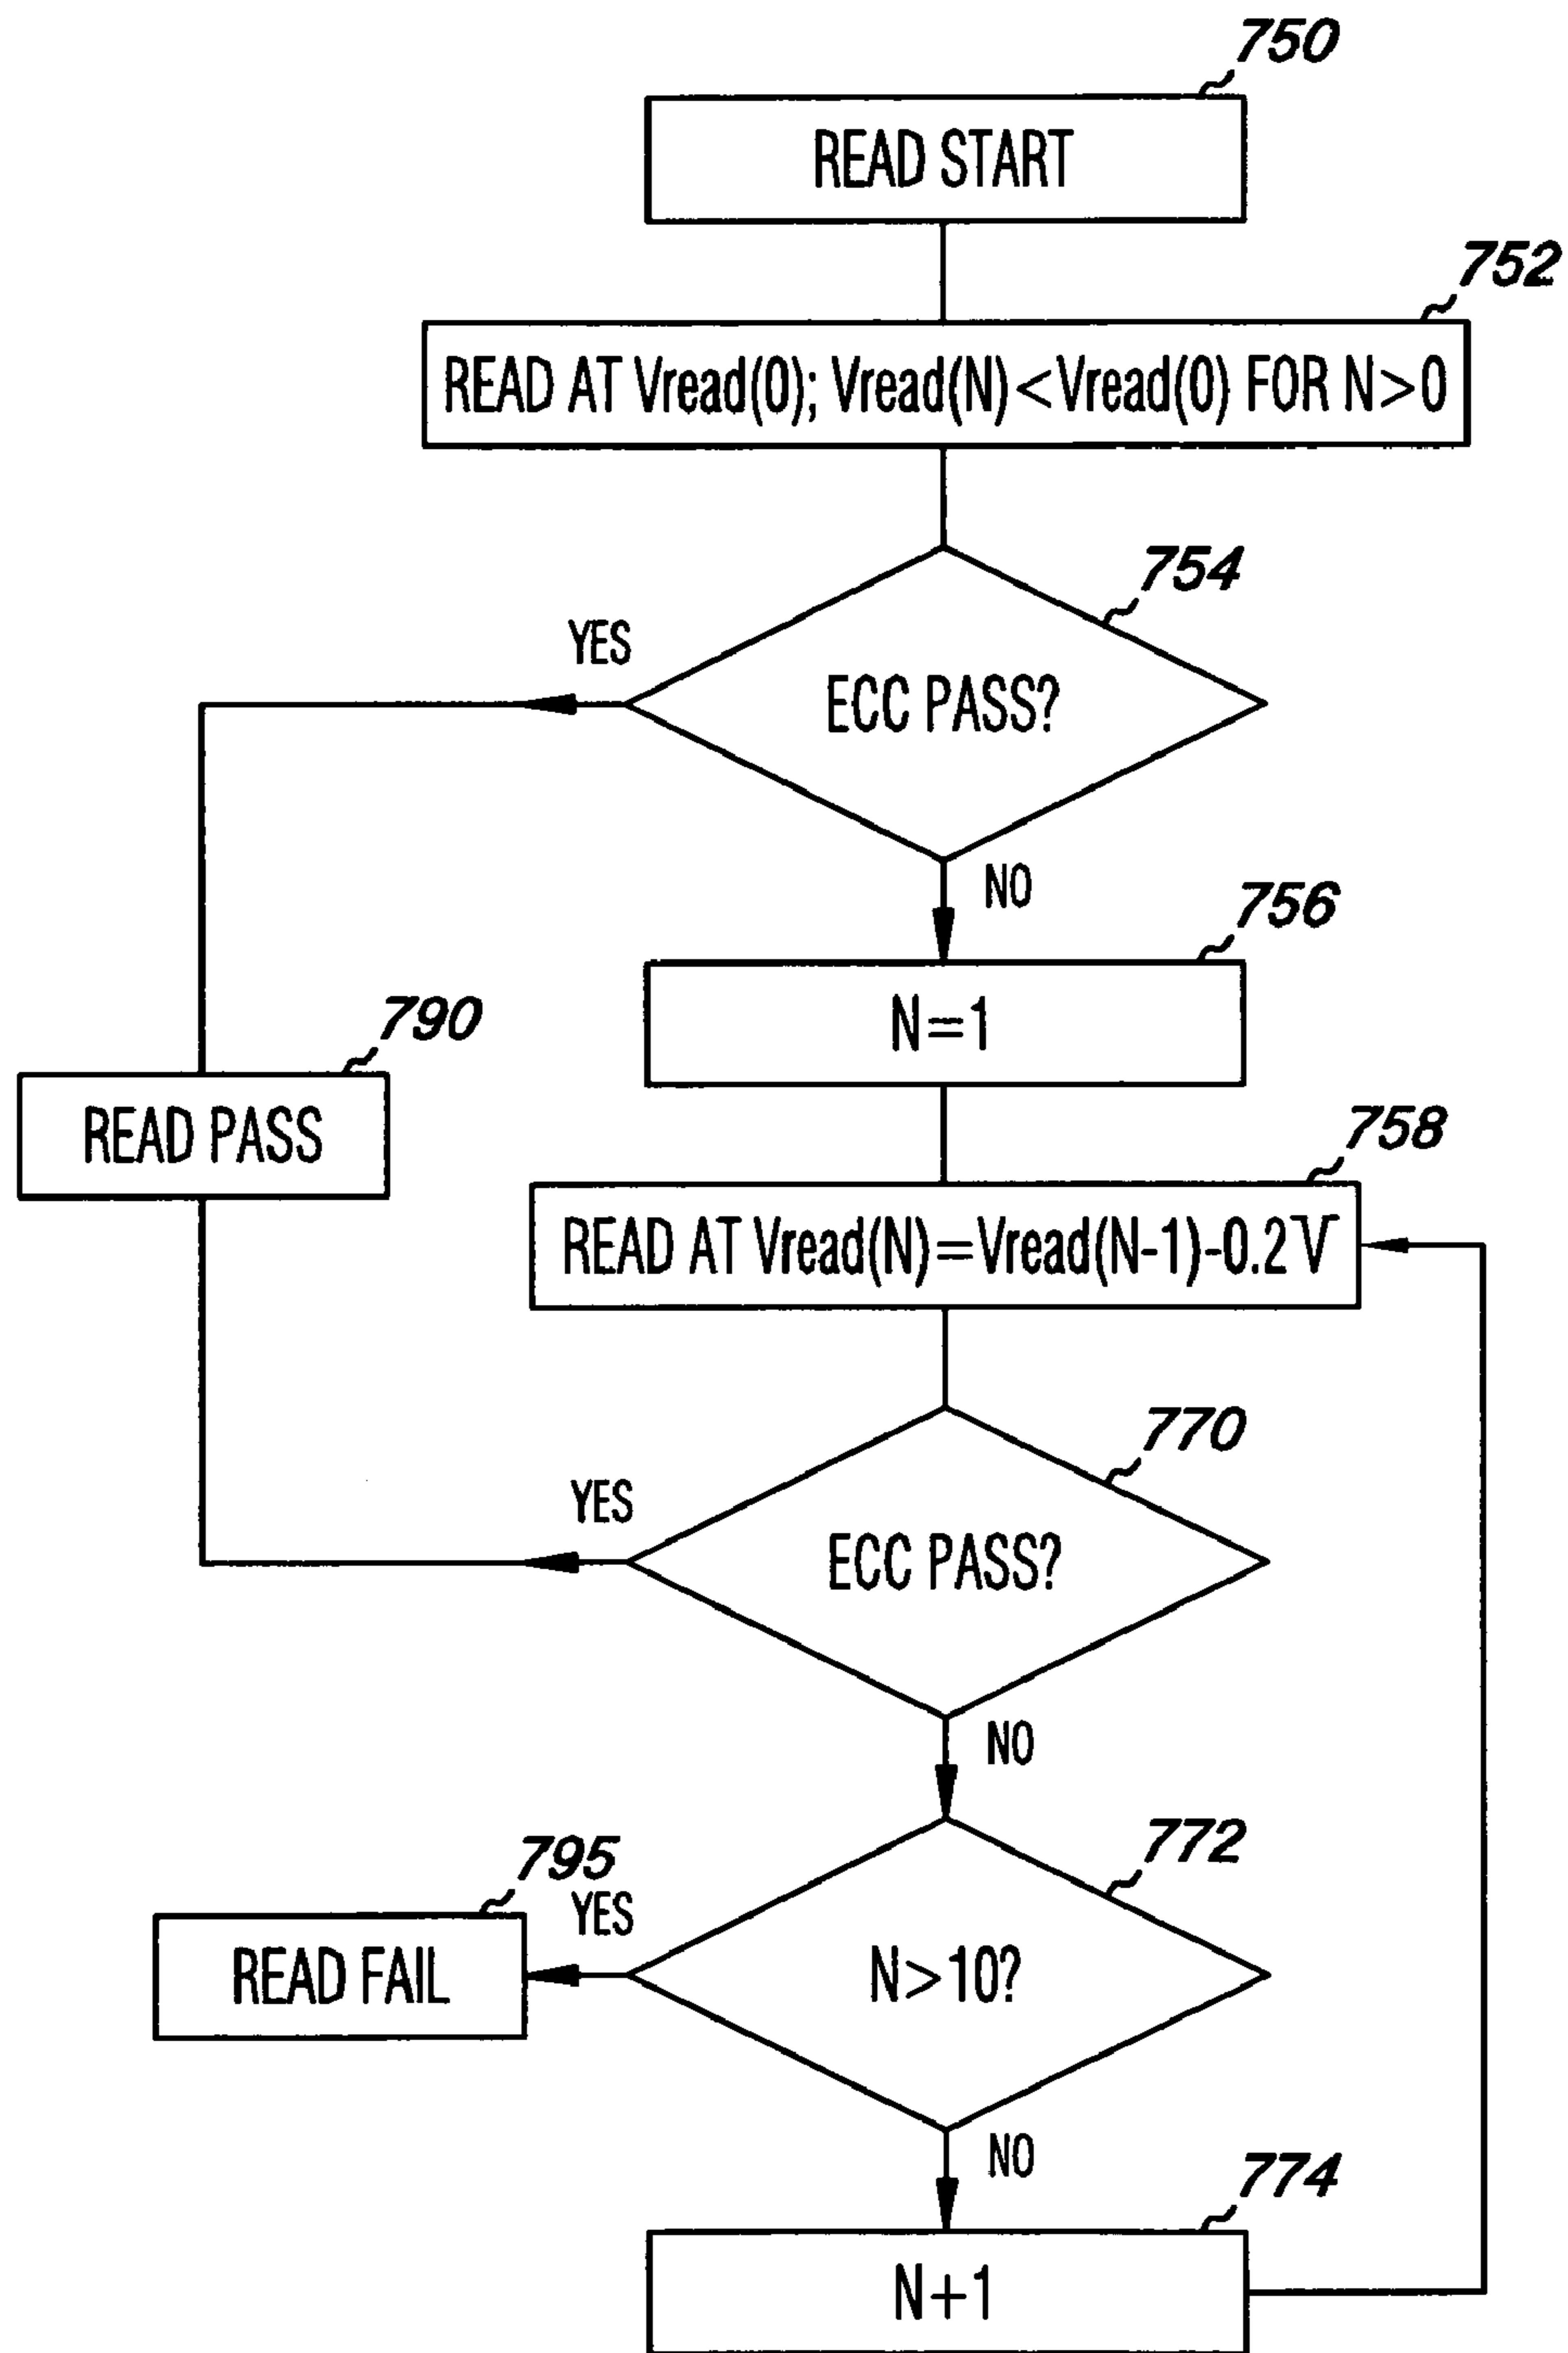 750
READ START
752
READ AT Vread(0); Vread(N)<Vread(0) FOR N>0
754
YES
ECC PASS?
NO
756
N=1
790
READ PASS
758
READ AT Vread(N)=Vread(N-1)-0.2V
770
YES
ECC PASS?
NO
772
795
YES
READ FAIL
N>10?
NO
774
N+1